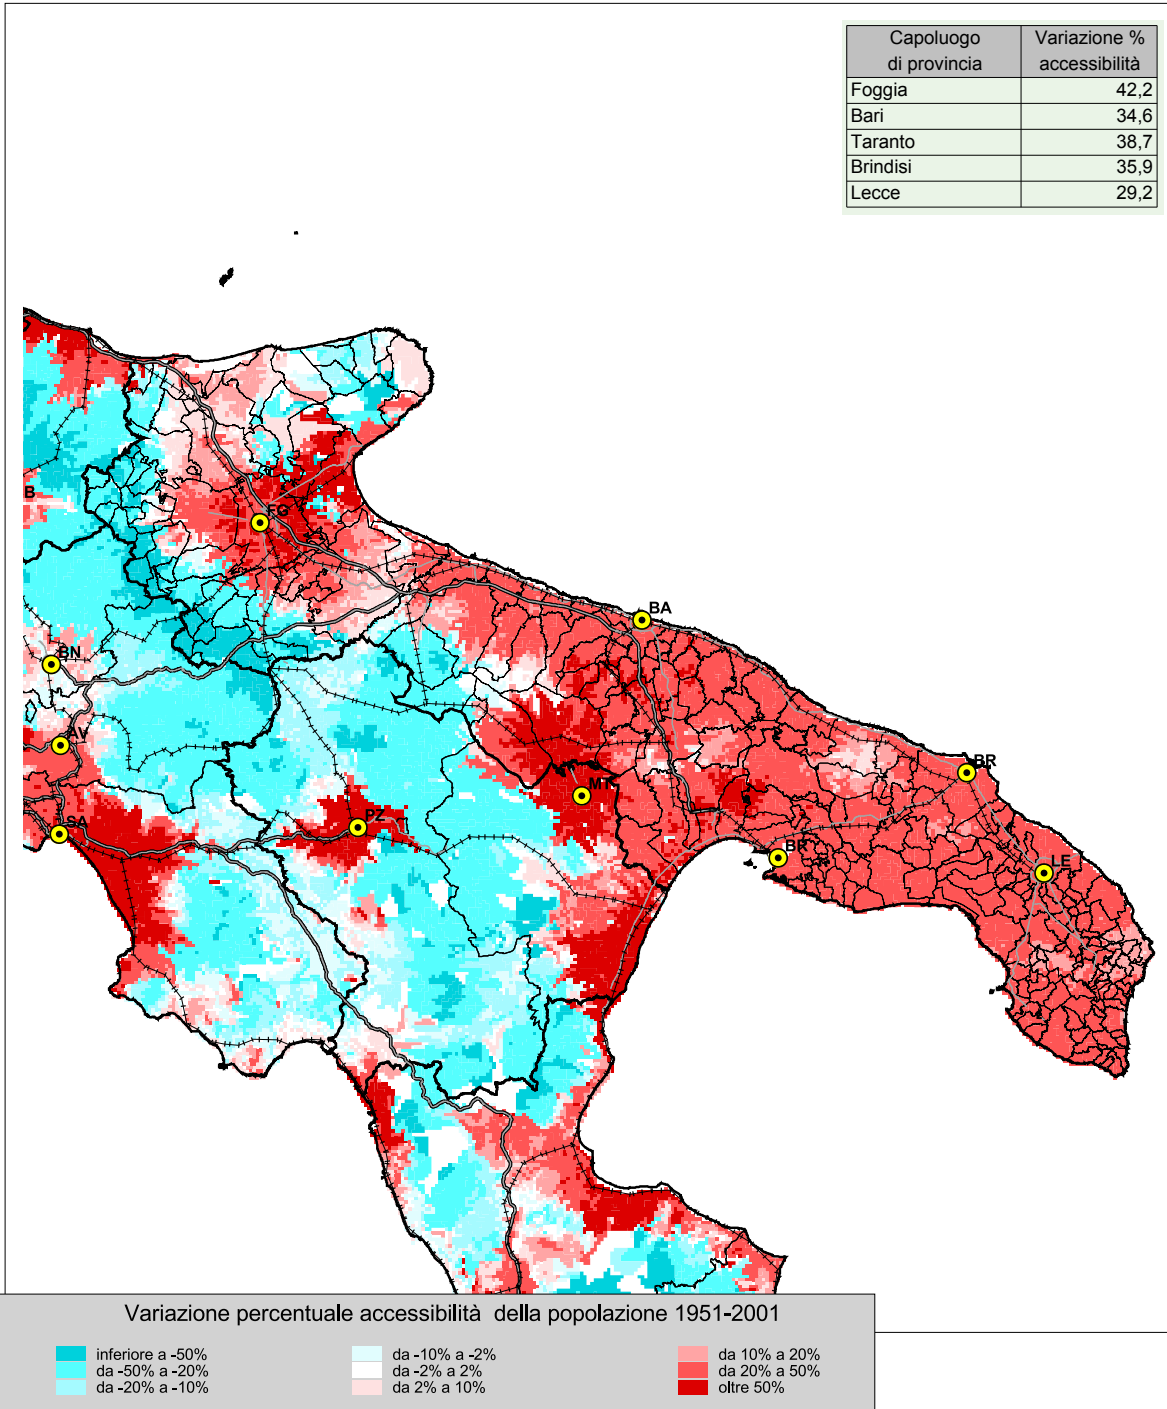 Capoluogo di provincia Variazione % accessibilità
Foggia 42,2
Bari 34,6
Taranto 38,7
Brindisi 35,9
Lecce 29,2
B
FG
BA
BN
AV
BR
MT
SA
PZ
BR
LE
Variazione percentuale accessibilità della popolazione 1951-2001
inferiore a -50%
da -50% a -20%
da -20% a -10%
da -10% a -2%
da -2% a 2%
da 2% a 10%
da 10% a 20%
da 20% a 50%
oltre 50%